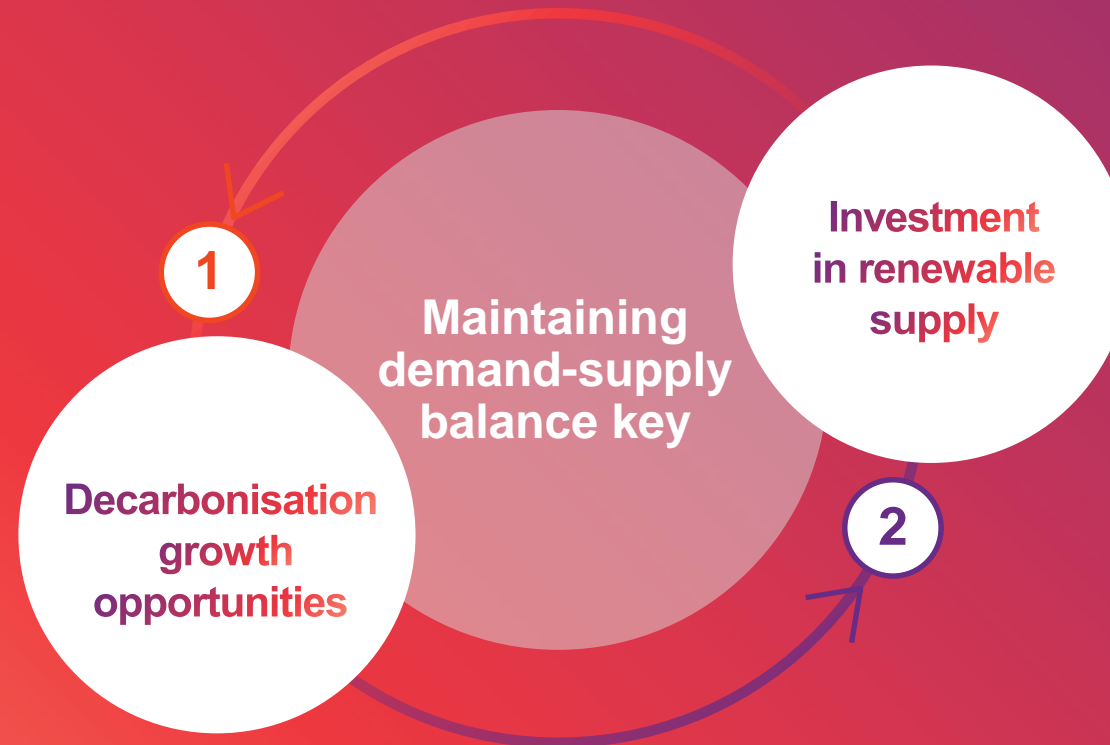 1
Decarbonisation
growth
opportunities
Maintaining
demand-supply
balance key
Investment
in renewable
supply
2